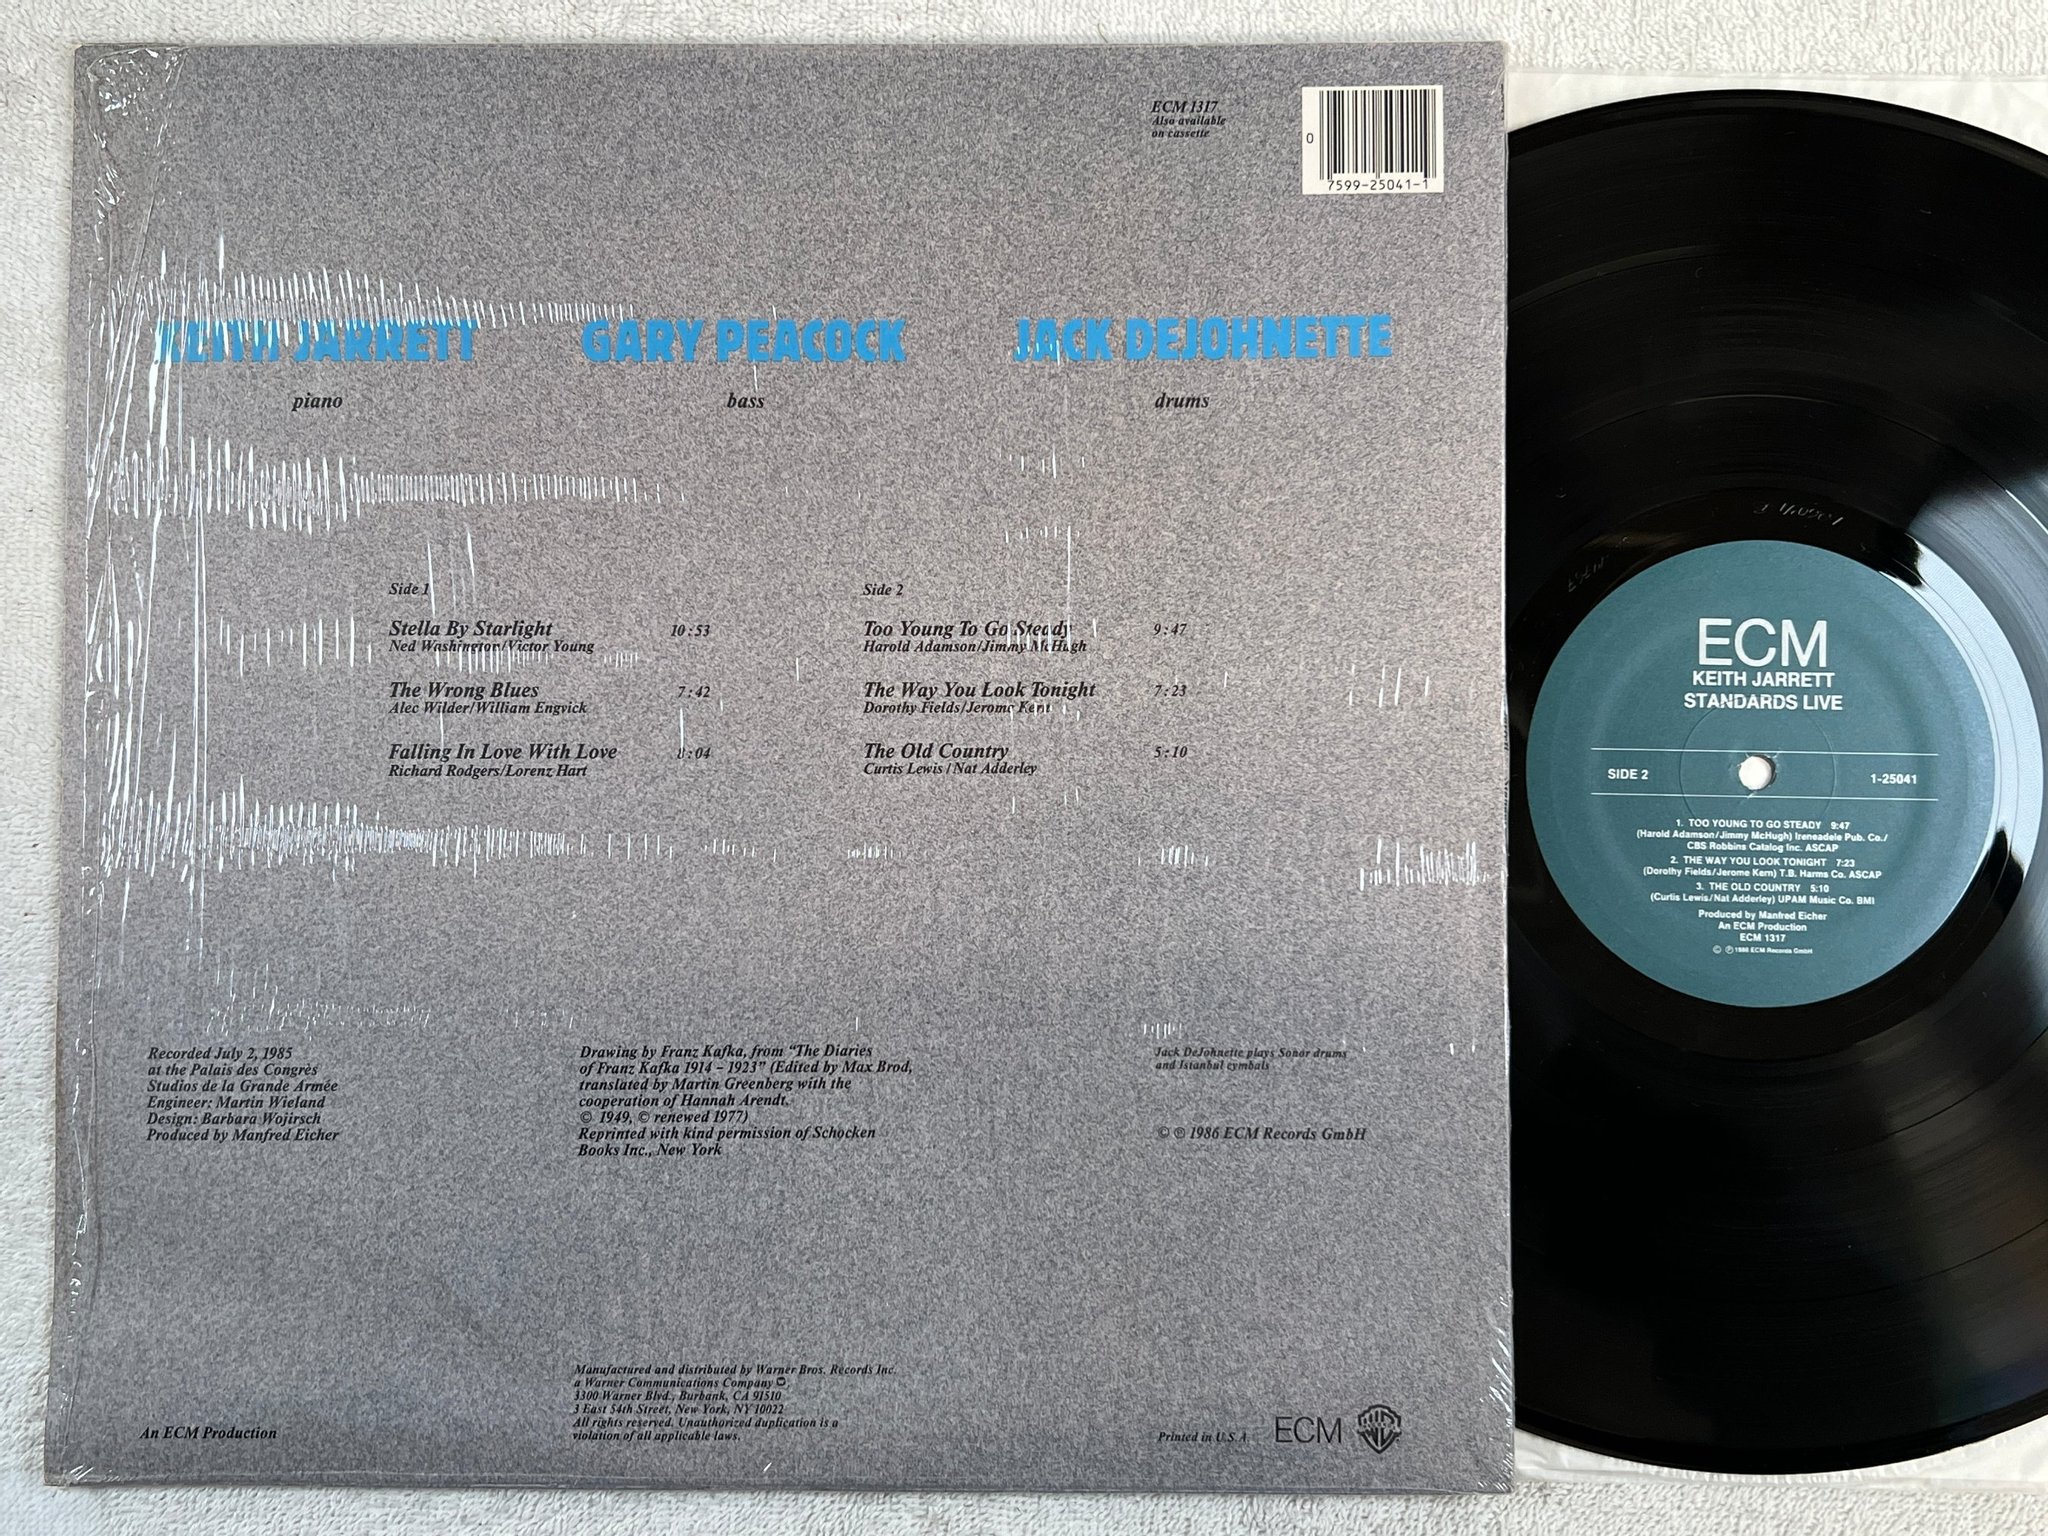 ECM 1317
Also available
on cassette
0
7599-25041-1
KEITH JARRETT
piano
GARY PEACOCK
bass
JACK DEJOHNETTE
drums
Side 1
Stella By Starlight 10:53
Ned Washington/Victor Young
The Wrong Blues 7:42
Alec Wilder/William Engvick
Falling In Love With Love 8:04
Richard Rodgers/Lorenz Hart
Side 2
Too Young To Go Steady 9:47
Harold Adamson/Jimmy McHugh
The Way You Look Tonight 7:23
Dorothy Fields/Jerome Kern
The Old Country 5:10
Curtis Lewis/Nat Adderley
Recorded July 2, 1985
at the Palais des Congrès
Studios de la Grande Armée
Engineer: Martin Wieland
Design: Barbara Wojirsch
Produced by Manfred Eicher
Drawing by Franz Kafka, from “The Diaries
of Franz Kafka 1914 – 1923” (Edited by Max Brod,
translated by Martin Greenberg with the
cooperation of Hannah Arendt.
© 1949, © renewed 1977)
Reprinted with kind permission of Schocken
Books Inc., New York
Jack DeJohnette plays Sonor drums
and Istanbul cymbals
© ℗ 1986 ECM Records GmbH
An ECM Production
Manufactured and distributed by Warner Bros. Records Inc.
a Warner Communications Company
3300 Warner Blvd., Burbank, CA 91510
3 East 54th Street, New York, NY 10022
All rights reserved. Unauthorized duplication is a
violation of all applicable laws.
Printed in U.S.A.
ECM
ECM
KEITH JARRETT
STANDARDS LIVE
SIDE 2 1-25041
1. TOO YOUNG TO GO STEADY 9:47
(Harold Adamson/Jimmy McHugh) Ireneadele Pub. Co./
CBS Robbins Catalog Inc. ASCAP
2. THE WAY YOU LOOK TONIGHT 7:23
(Dorothy Fields/Jerome Kern) T.B. Harms Co. ASCAP
3. THE OLD COUNTRY 5:10
(Curtis Lewis/Nat Adderley) UPAM Music Co. BMI
Produced by Manfred Eicher
An ECM Production
ECM 1317
© ℗ 1986 ECM Records GmbH